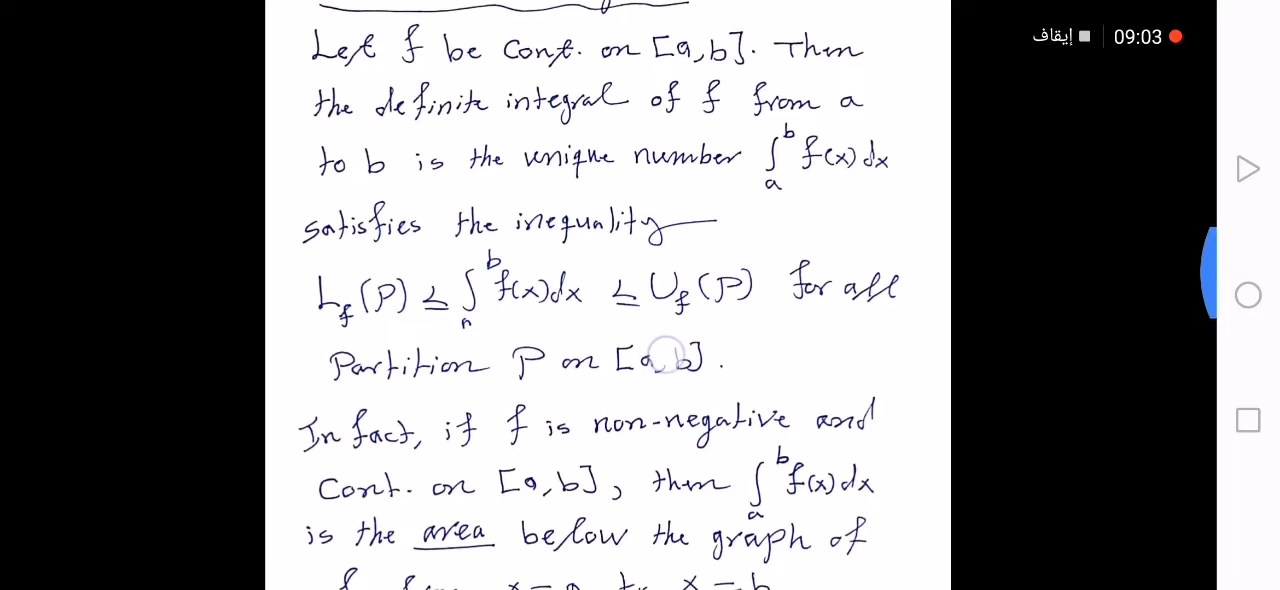 Let f be cont. on [a,b]. Then
the definite integral of f from a
to b is the unique number ∫_a^b f(x) dx
satisfies the inequality
L_f(P) ≤ ∫_a^b f(x)dx ≤ U_f(P) for all
Partition P on [a,b].
In fact, if f is non-negative and
Cont. on [a,b], then ∫_a^b f(x) dx
is the area below the graph of
x = a to x = b
إيقاف 09:03